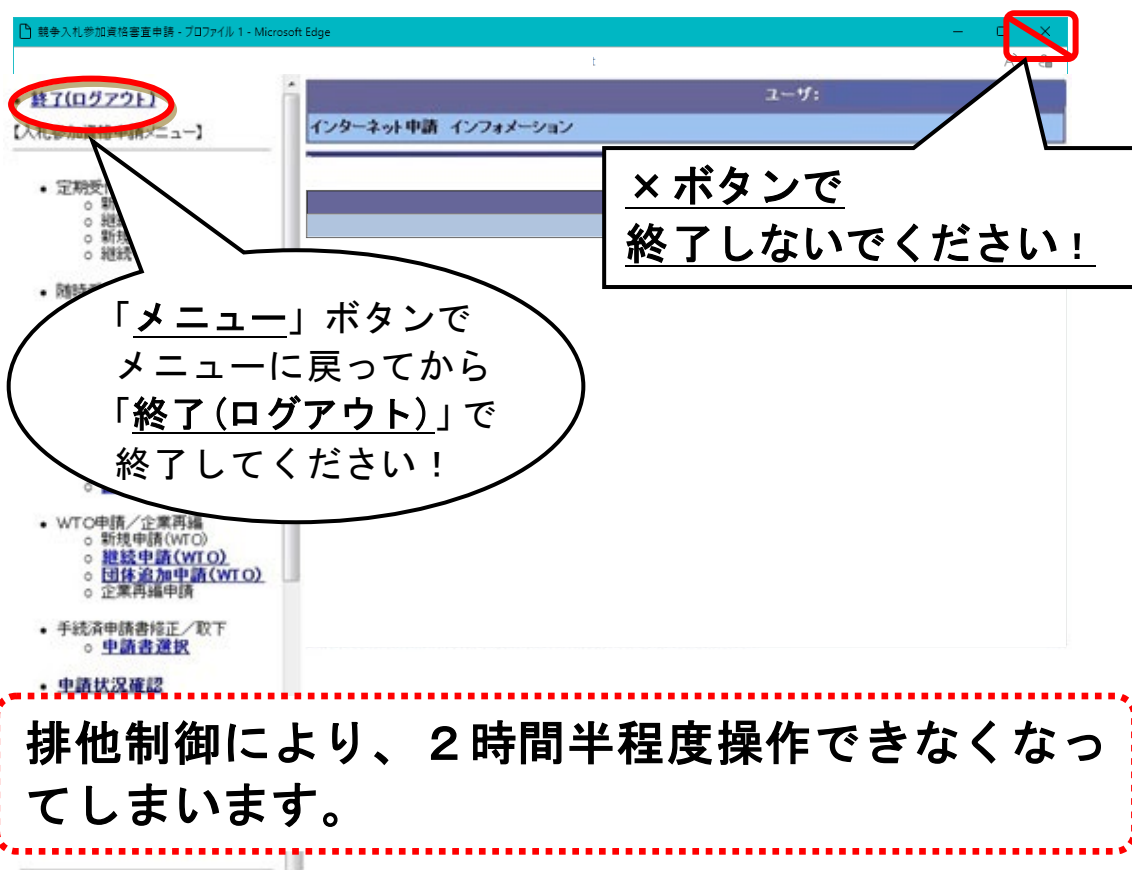 競争入札参加資格審査申請 - プロファイル 1 - Microsoft Edge
終了(ログアウト)
ユーザ:
インターネット申請 インフォメーション
×ボタンで
終了しないでください！
「メニュー」ボタンで
メニューに戻ってから
「終了(ログアウト)」で
終了してください！
• WTO申請／企業再編
新規申請(WTO)
継続申請(WTO)
団体追加申請(WTO)
企業再編申請
• 手続済申請書修正／取下
申請書選択
• 申請状況確認
排他制御により、２時間半程度操作できなくなっ
てしまいます。